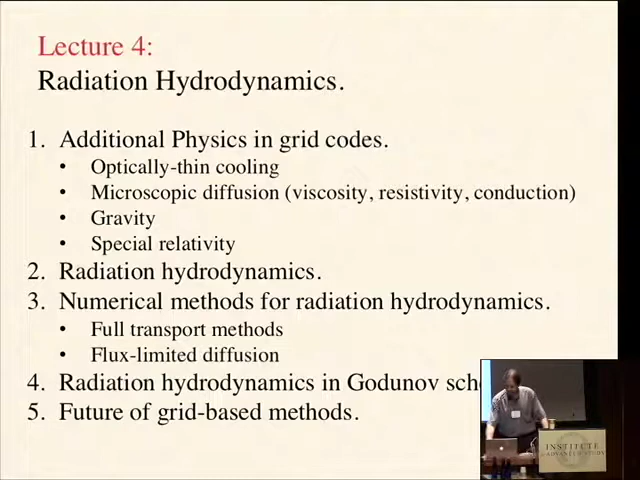 Lecture 4:
Radiation Hydrodynamics.
1. Additional Physics in grid codes.
• Optically-thin cooling
• Microscopic diffusion (viscosity, resistivity, conduction)
• Gravity
• Special relativity
2. Radiation hydrodynamics.
3. Numerical methods for radiation hydrodynamics.
• Full transport methods
• Flux-limited diffusion
4. Radiation hydrodynamics in Godunov
5. Future of grid-based methods.
INSTITUTE
ADVANCED STUDY